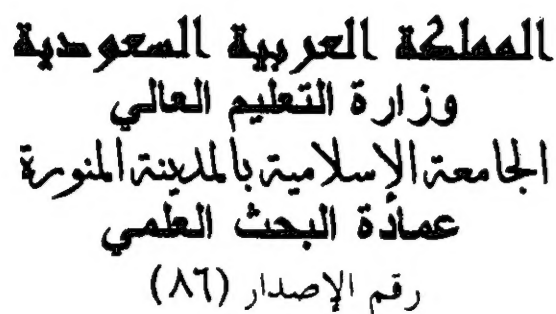 المملكة العربية السعودية
وزارة التعليم العالي
الجامعة الإسلامية بالمدينة المنورة
عمادة البحث العلمي
رقم الإصدار (٨٦)